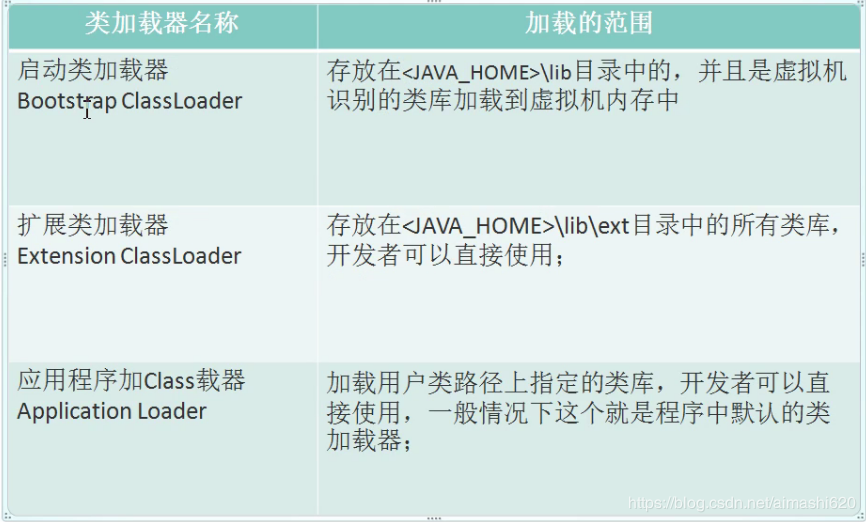 类加载器名称
加载的范围
启动类加载器
Bootstrap ClassLoader
存放在<JAVA_HOME>\lib目录中的，并且是虚拟机
识别的类库加载到虚拟机内存中
扩展类加载器
Extension ClassLoader
存放在<JAVA_HOME>\lib\ext目录中的所有类库，
开发者可以直接使用；
应用程序加Class载器
Application Loader
加载用户类路径上指定的类库，开发者可以直
接使用，一般情况下这个就是程序中默认的类
加载器；
https://blog.csdn.net/aimashi620